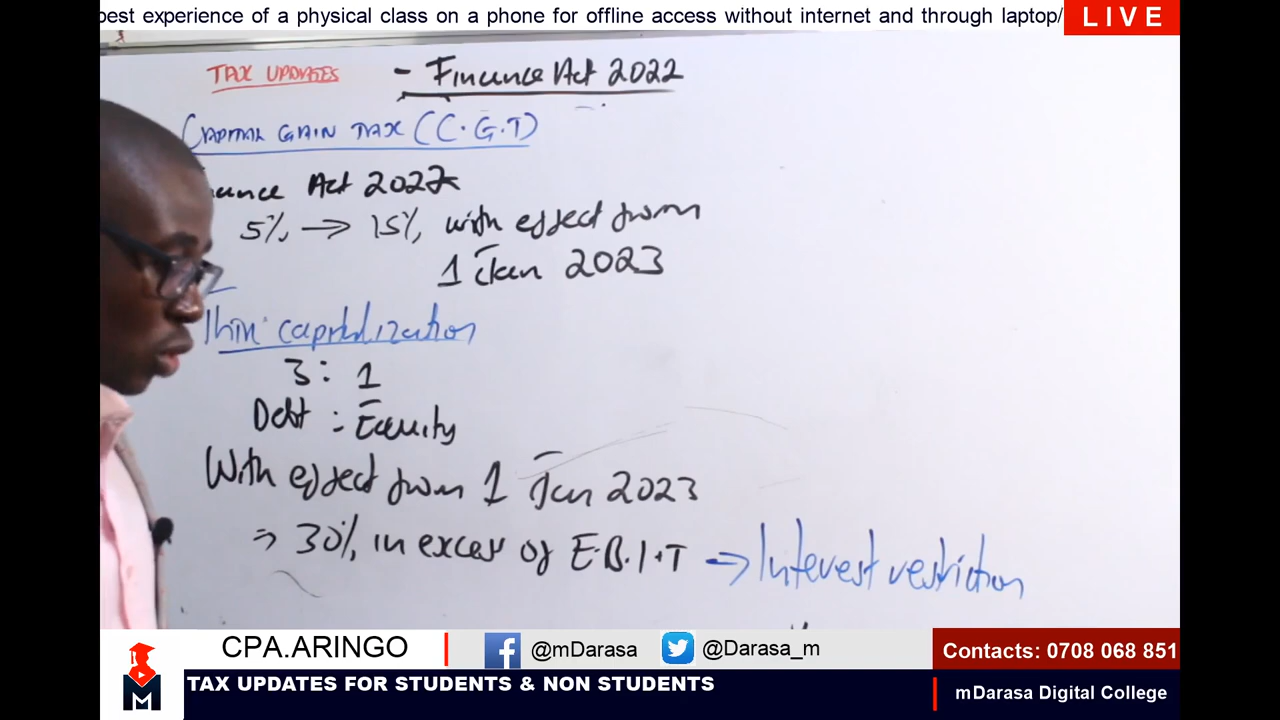 best experience of a physical class on a phone for offline access without internet and through laptop/
LIVE
TAX UPDATES - Finance Act 2022
CAPITAL GAIN TAX (C.G.T)
Act 2022
5% → 15% with effect from
1 Jan 2023
Thin capitalization
3 : 1
Debt : Equity
With effect from 1 Jan 2023
⇒ 30% in excess of E.B.I.T → Interest restriction
CPA.ARINGO
@mDarasa
@Darasa_m
Contacts: 0708 068 851
TAX UPDATES FOR STUDENTS & NON STUDENTS
mDarasa Digital College